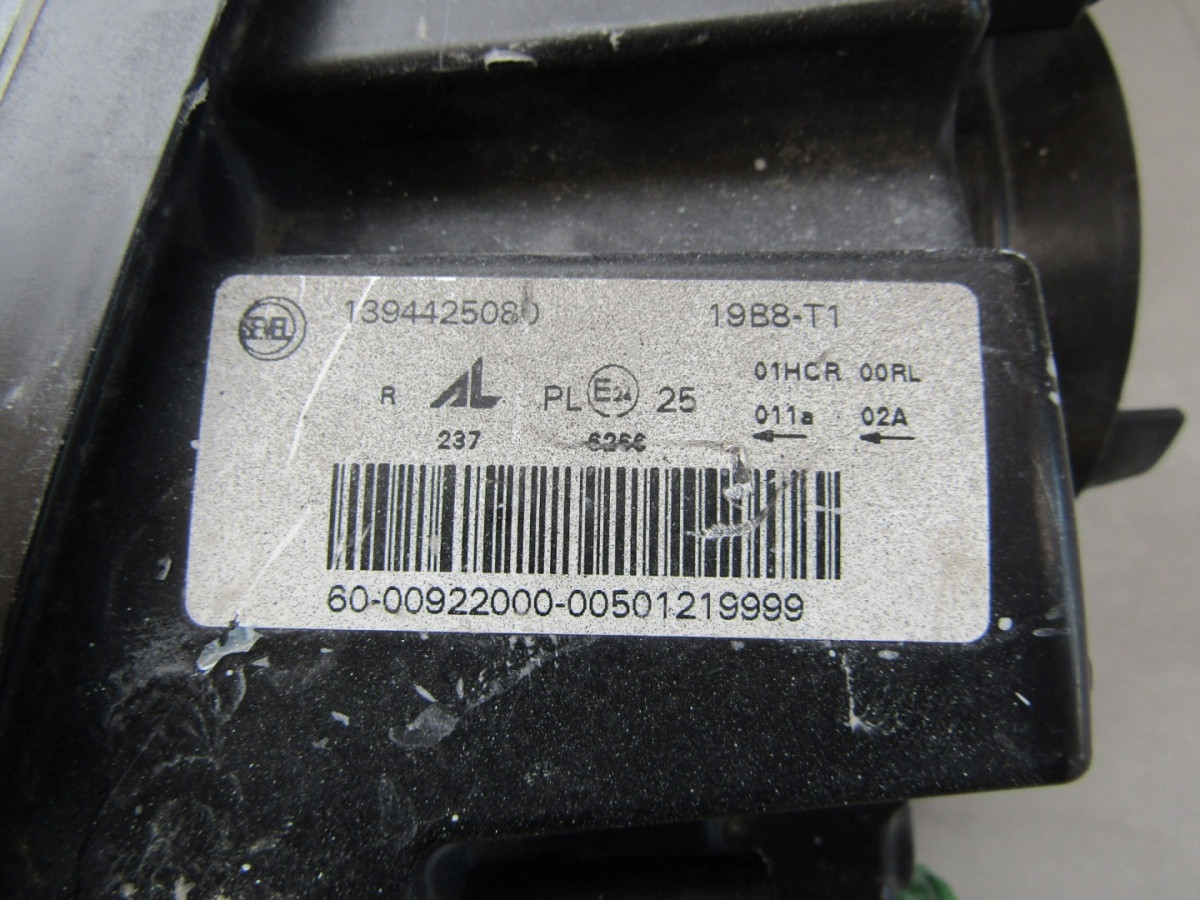 SEVEL 1394425080 19B8-T1
R AL PL E24 25 01HCR 00RL
237 6266 011a 02A
60-00922000-00501219999